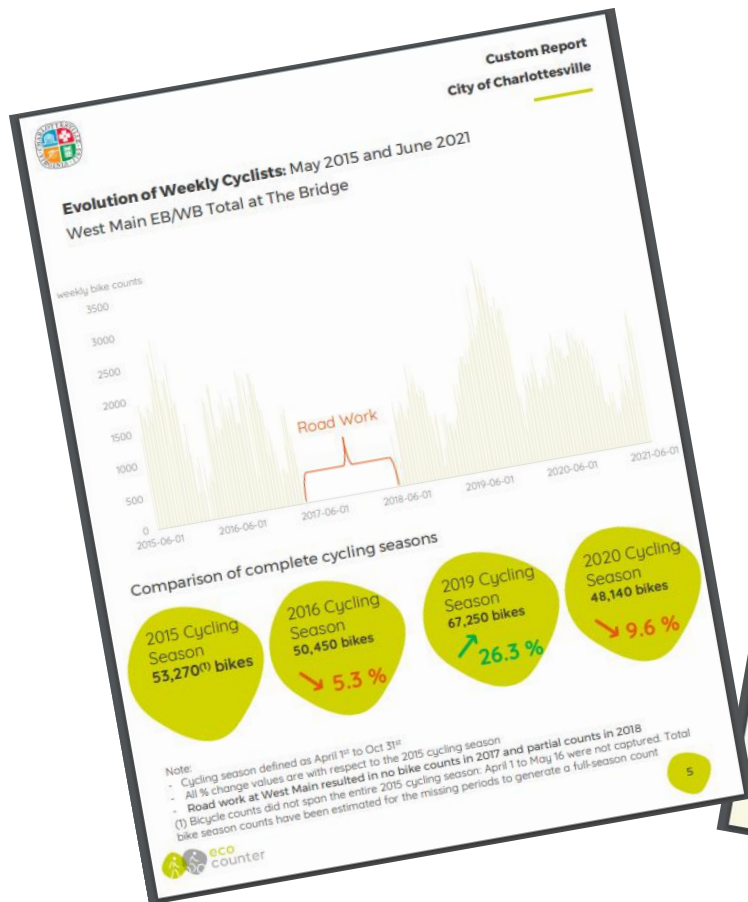 Custom Report
City of Charlottesville
Evolution of Weekly Cyclists: May 2015 and June 2021
West Main EB/WB Total at The Bridge
weekly bike counts
3500
3000
2500
2000
1500
1000
500
0
Road Work
2015-06-01
2016-06-01
2017-06-01
2018-06-01
2019-06-01
2020-06-01
2021-06-01
Comparison of complete cycling seasons
2015 Cycling
Season
53,270(1) bikes
2016 Cycling
Season
50,450 bikes
↘ 5.3 %
2019 Cycling
Season
67,250 bikes
↗ 26.3 %
2020 Cycling
Season
48,140 bikes
↘ 9.6 %
Note:
- Cycling season defined as April 1st to Oct 31st
- All % change values are with respect to the 2015 cycling season
- Road work at West Main resulted in no bike counts in 2017 and partial counts in 2018
(1) Bicycle counts did not span the entire 2015 cycling season: April 1 to May 16 were not captured. Total
bike season counts have been estimated for the missing periods to generate a full-season count
5
eco
counter